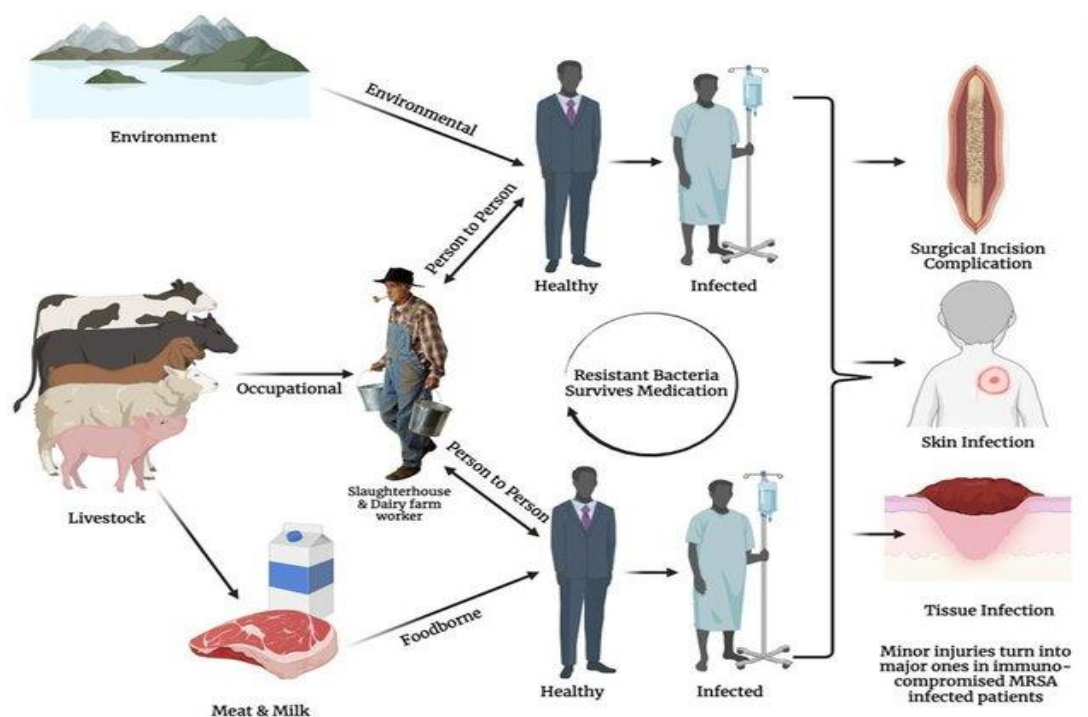 Environment
Environmental
Person to Person
Healthy
Infected
Surgical Incision
Complication
Livestock
Occupational
Slaughterhouse
& Dairy farm
worker
Resistant Bacteria
Survives Medication
Skin Infection
Person to Person
Meat & Milk
Foodborne
Healthy
Infected
Tissue Infection
Minor injuries turn into
major ones in immuno-
compromised MRSA
infected patients